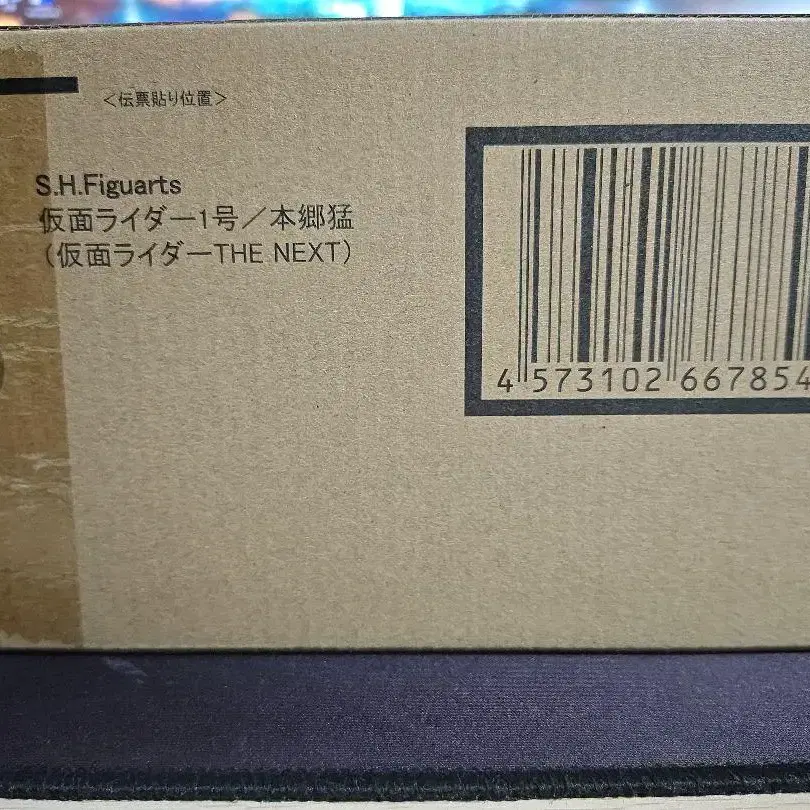 ＜伝票貼り位置＞
S.H.Figuarts
仮面ライダー1号／本郷猛
（仮面ライダーTHE NEXT）
4 573102 667854